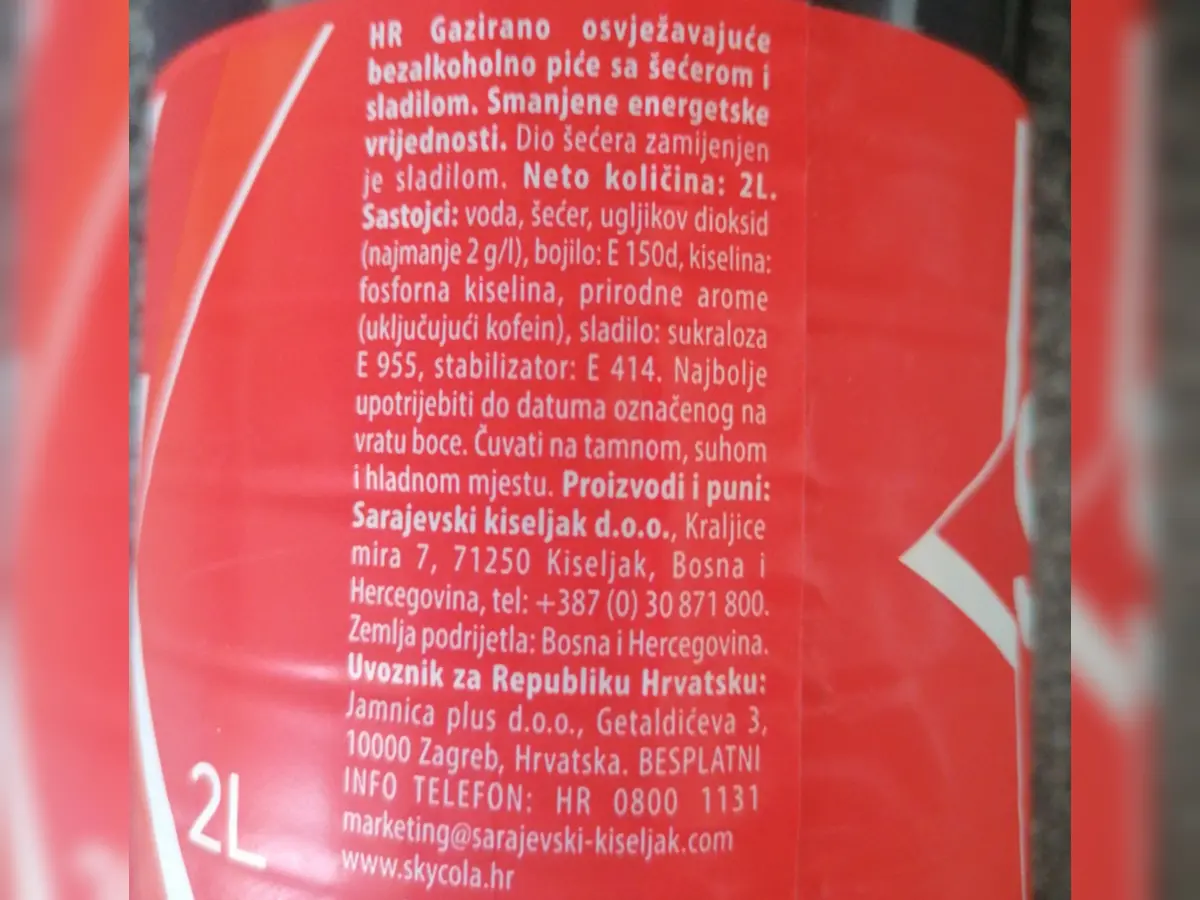 HR Gazirano osvježavajuće
bezalkoholno piće sa šećerom i
sladilom. Smanjene energetske
vrijednosti. Dio šećera zamijenjen
je sladilom. Neto količina: 2L.
Sastojci: voda, šećer, ugljikov dioksid
(najmanje 2 g/l), bojilo: E 150d, kiselina:
fosforna kiselina, prirodne arome
(uključujući kofein), sladilo: sukraloza
E 955, stabilizator: E 414. Najbolje
upotrijebiti do datuma označenog na
vratu boce. Čuvati na tamnom, suhom
i hladnom mjestu. Proizvodi i puni:
Sarajevski kiseljak d.o.o., Kraljice
mira 7, 71250 Kiseljak, Bosna i
Hercegovina, tel: +387 (0) 30 871 800.
Zemlja podrijetla: Bosna i Hercegovina.
Uvoznik za Republiku Hrvatsku:
Jamnica plus d.o.o., Getaldićeva 3,
10000 Zagreb, Hrvatska. BESPLATNI
INFO TELEFON: HR 0800 1131
marketing@sarajevski-kiseljak.com
www.skycola.hr
2L